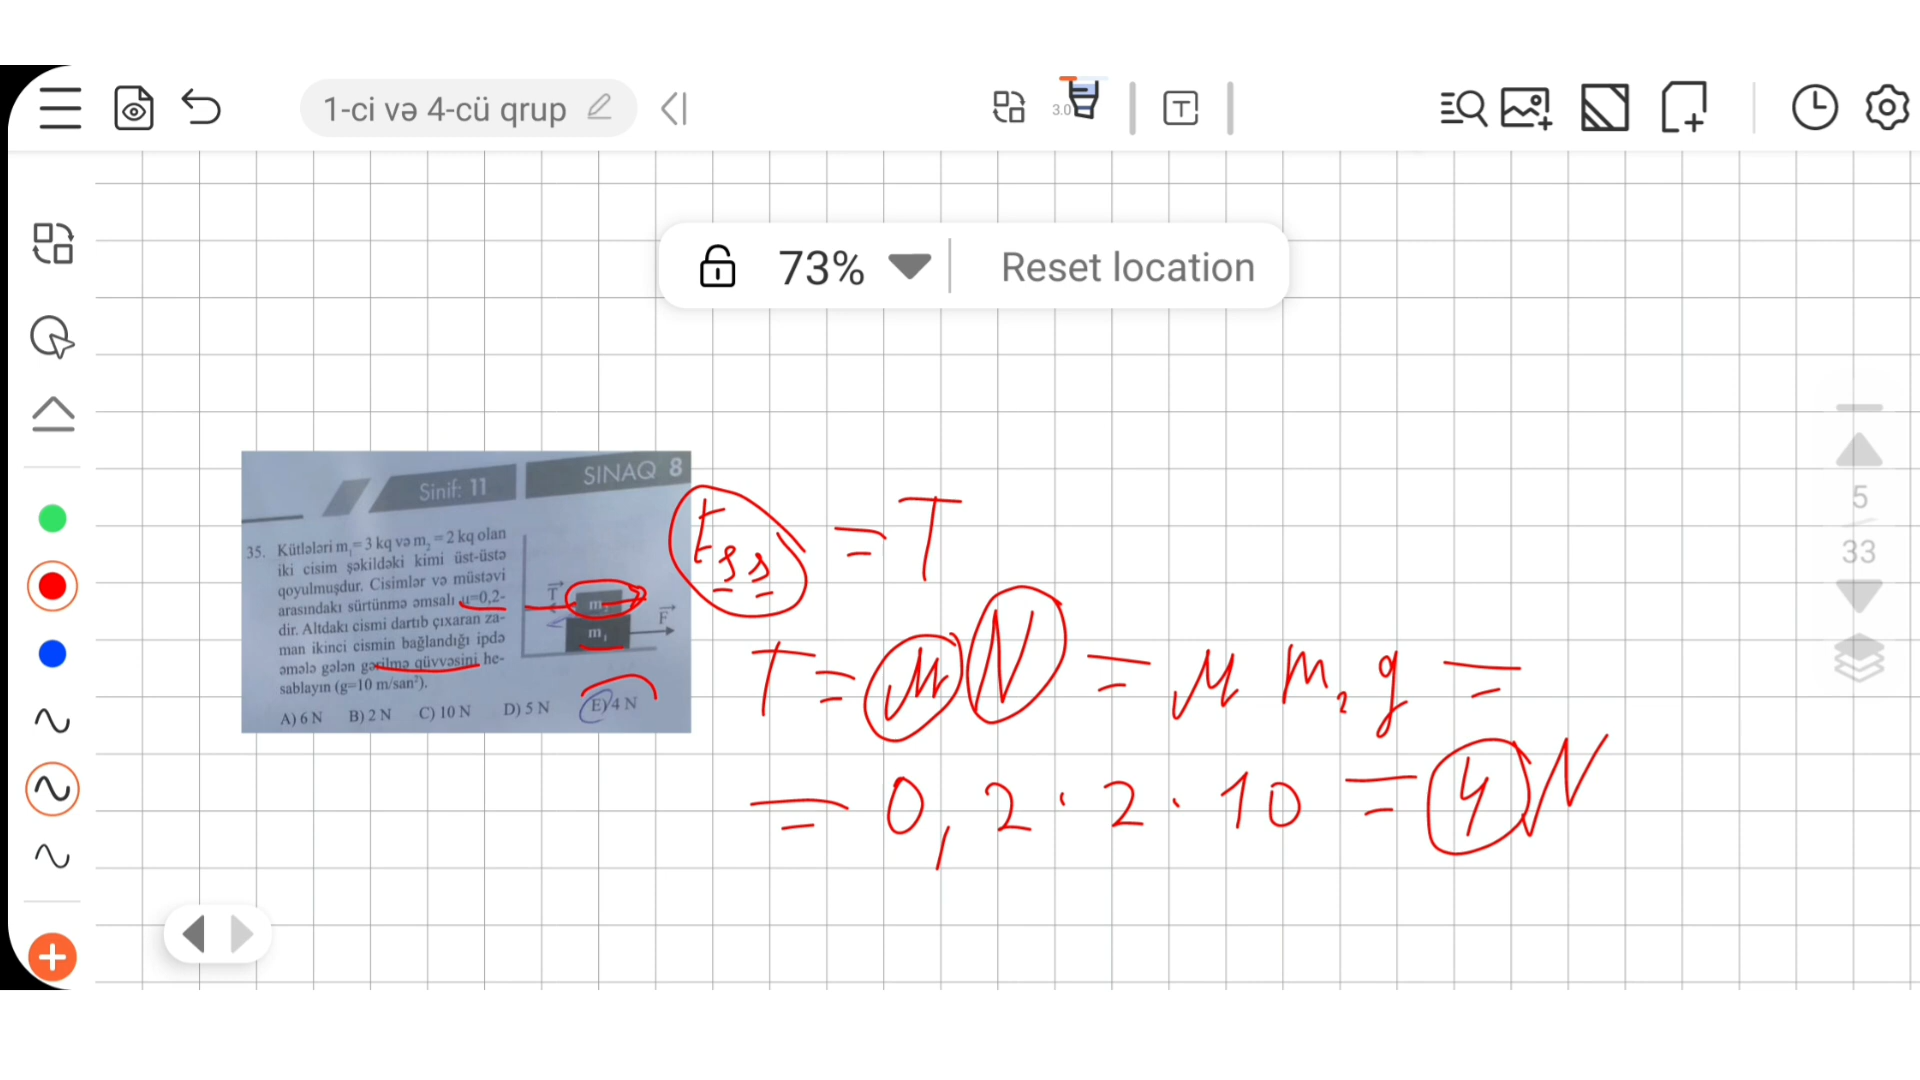 1-ci və 4-cü qrup
3.0
T
73%
Reset location
5
33
Sinif: 11
SINAQ 8
35. Kütlələri m₁=3 kq və m₂=2 kq olan
iki cisim şəkildəki kimi üst-üstə
qoyulmuşdur. Cisimlər və müstəvi
arasındakı sürtünmə əmsalı μ=0,2-
dir. Altdakı cismi dartıb çıxaran za-
man ikinci cismin bağlandığı ipdə
əmələ gələn gərilmə qüvvəsini he-
sablayın (g=10 m/san²).
A) 6 N B) 2 N C) 10 N D) 5 N E) 4 N
T
m₂
F
m₁
= T
T = μ N = μ m₂ g =
= 0,2 · 2 · 10 = 4 N